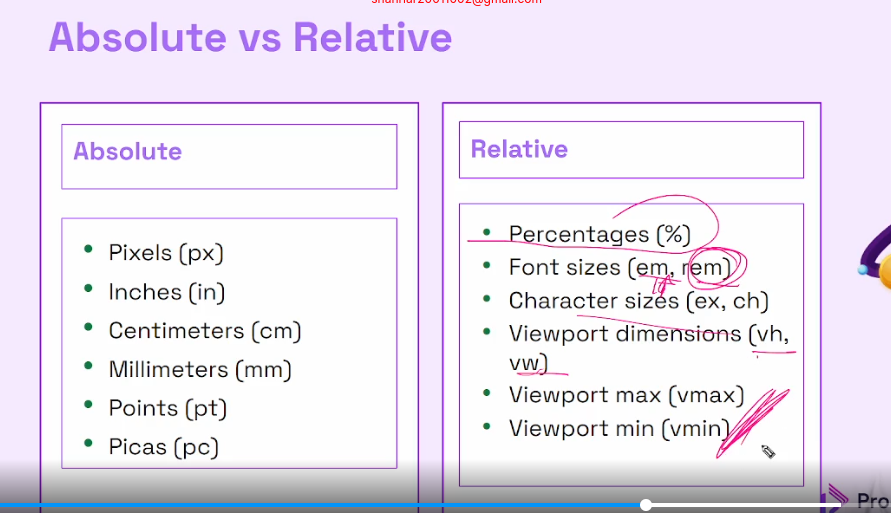 Absolute vs Relative
Absolute
Pixels (px)
Inches (in)
Centimeters (cm)
Millimeters (mm)
Points (pt)
Picas (pc)
Relative
Percentages (%)
Font sizes (em, rem)
Character sizes (ex, ch)
Viewport dimensions (vh,
vw)
Viewport max (vmax)
Viewport min (vmin)
Pro